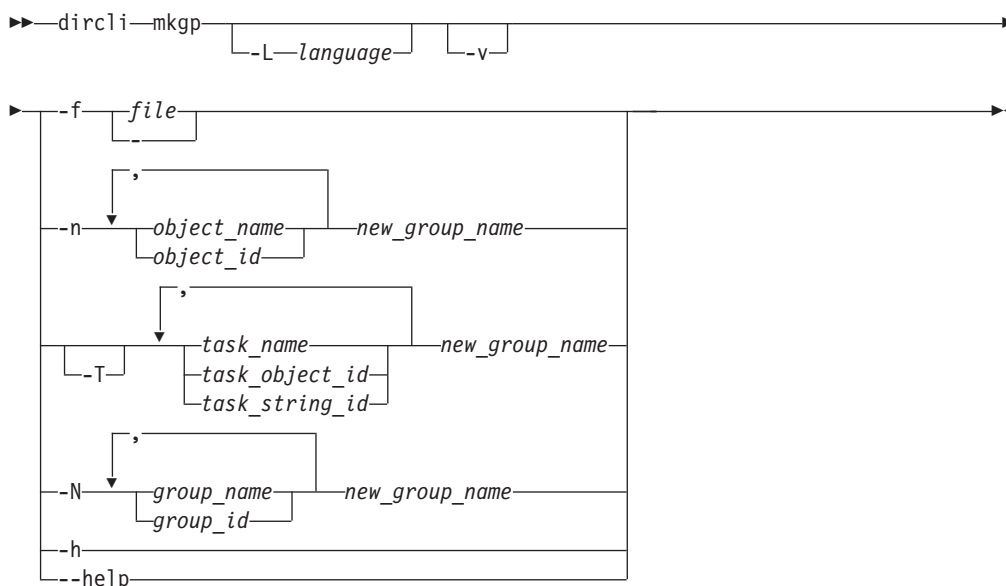 dircli mkgp
-L language -v
-f file
-
,
-n object_name new_group_name
object_id
,
-T task_name new_group_name
task_object_id
task_string_id
,
-N group_name new_group_name
group_id
-h
--help